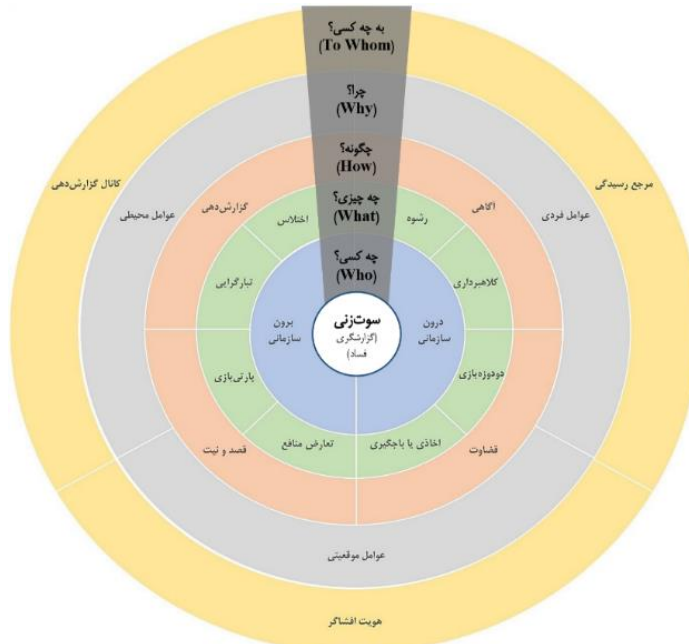 به چه کسی؟
(To Whom)
چرا؟
(Why)
چگونه؟
(How)
چه چیزی؟
(What)
چه کسی؟
(Who)
سوت‌زنی
(گزارشگری
فساد)
درون
سازمانی
برون
سازمانی
رشوه
کلاهبرداری
دودوزه‌بازی
اخاذی یا باجگیری
تعارض منافع
پارتی‌بازی
تبارگرایی
اختلاس
آگاهی
قضاوت
قصد و نیت
گزارش‌دهی
عوامل فردی
عوامل موقعیتی
عوامل محیطی
مرجع رسیدگی
هویت افشاگر
کانال گزارش‌دهی